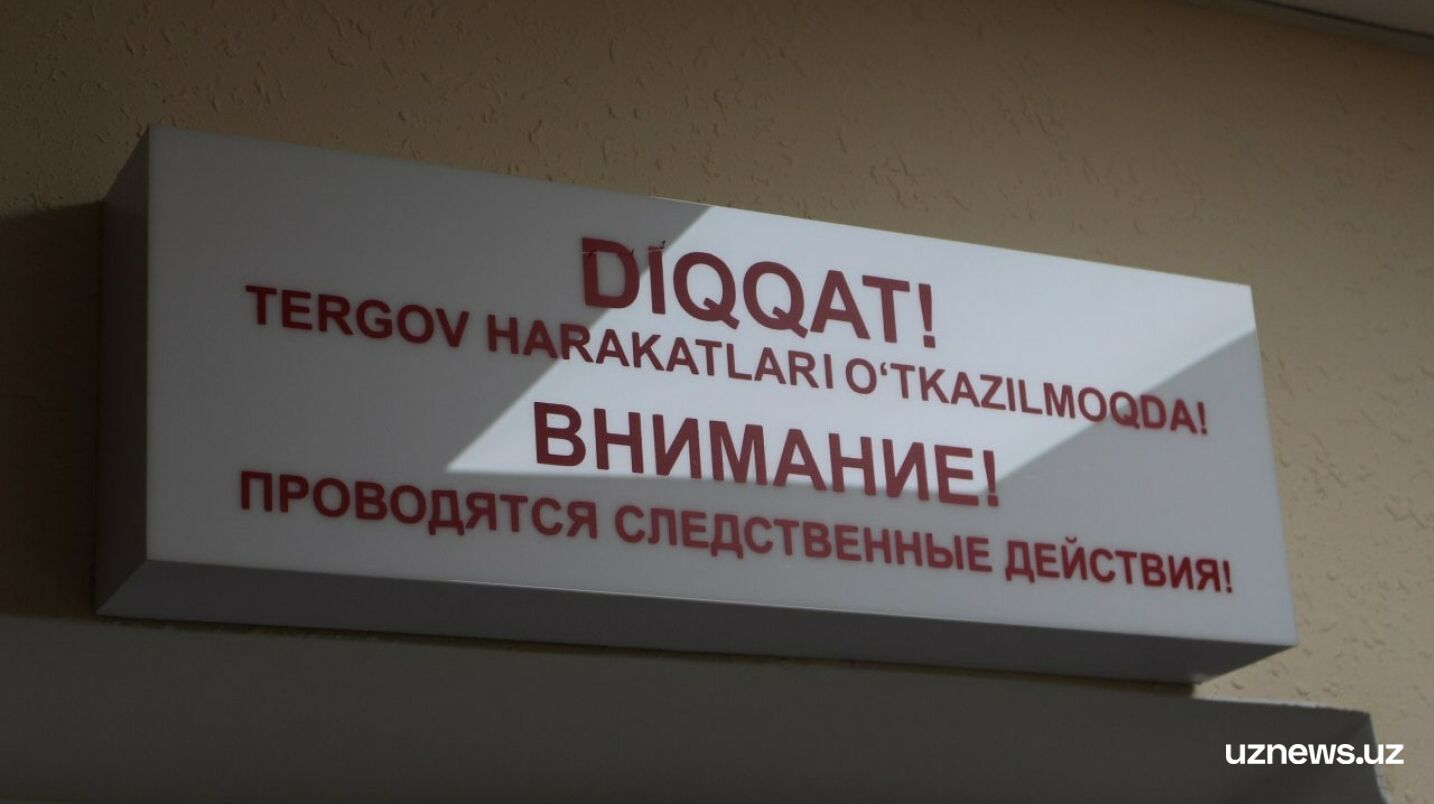 DIQQAT!
TERGOV HARAKATLARI O‘TKAZILMOQDA!
ВНИМАНИЕ!
ПРОВОДЯТСЯ СЛЕДСТВЕННЫЕ ДЕЙСТВИЯ!
uznews.uz